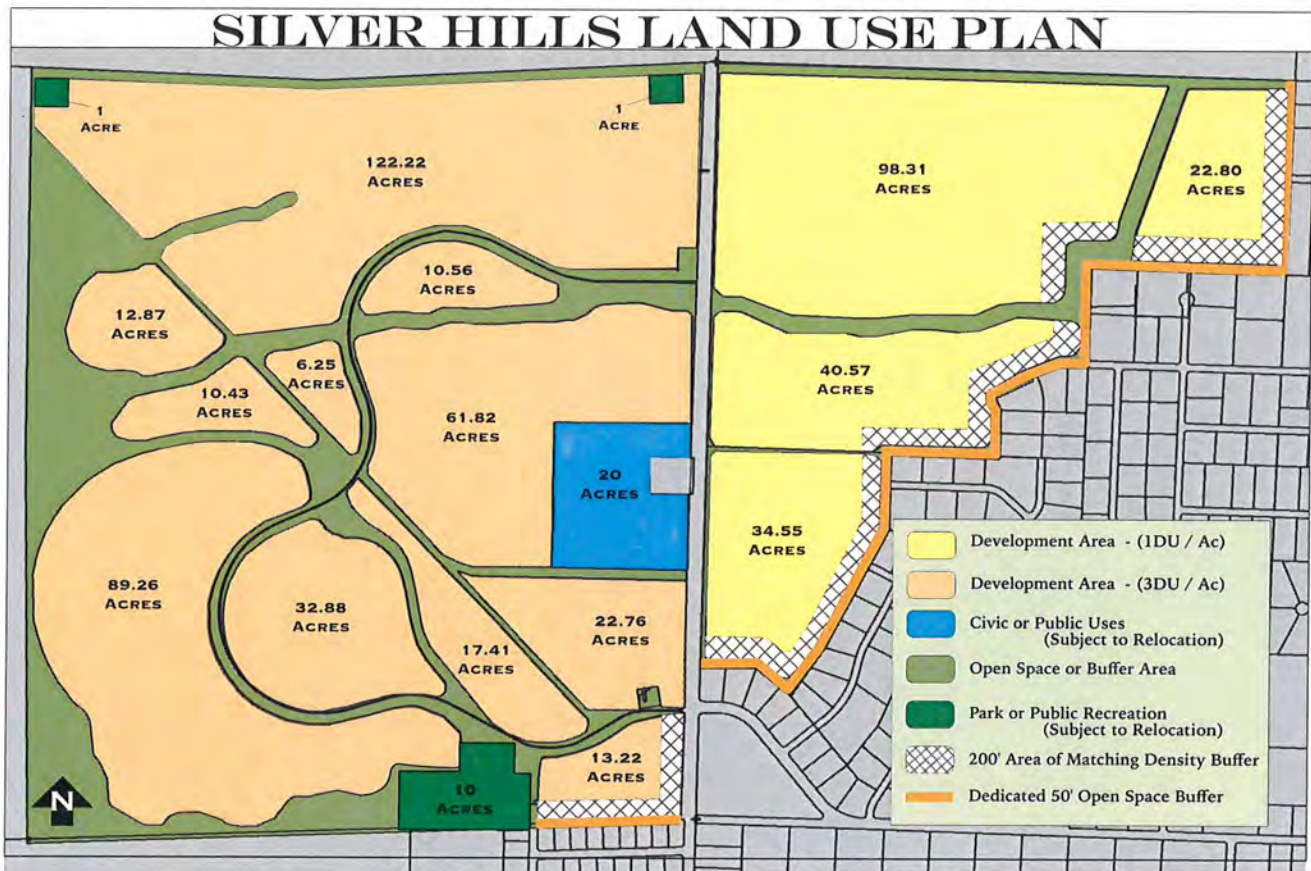 SILVER HILLS LAND USE PLAN
1
ACRE
1
ACRE
122.22
ACRES
98.31
ACRES
22.80
ACRES
10.56
ACRES
12.87
ACRES
6.25
ACRES
10.43
ACRES
61.82
ACRES
40.57
ACRES
20
ACRES
34.55
ACRES
89.26
ACRES
32.88
ACRES
17.41
ACRES
22.76
ACRES
13.22
ACRES
10
ACRES
N
Development Area - (1DU / Ac)
Development Area - (3DU / Ac)
Civic or Public Uses
(Subject to Relocation)
Open Space or Buffer Area
Park or Public Recreation
(Subject to Relocation)
200' Area of Matching Density Buffer
Dedicated 50' Open Space Buffer